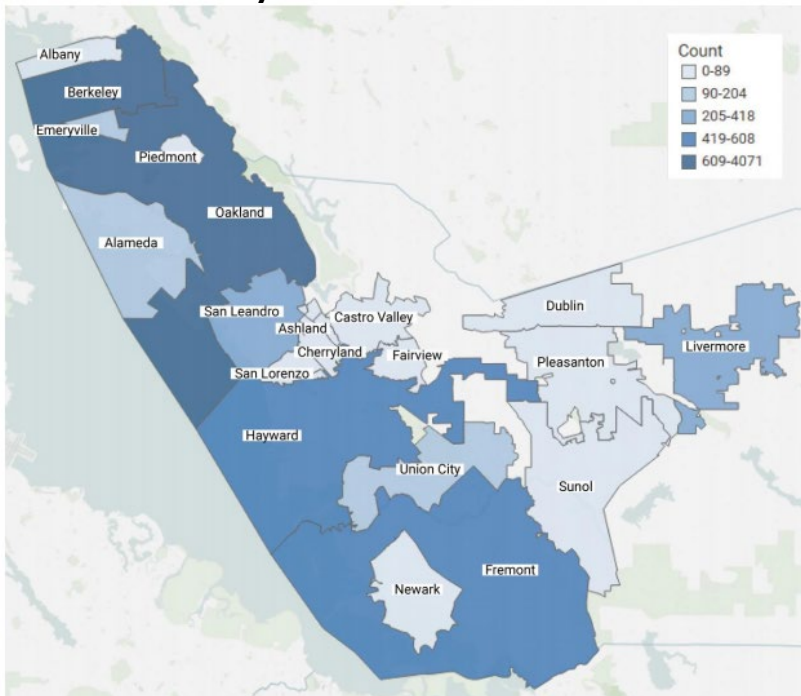 Albany
Berkeley
Emeryville
Piedmont
Oakland
Alameda
San Leandro
Ashland
Castro Valley
Cherryland
Fairview
San Lorenzo
Hayward
Union City
Dublin
Pleasanton
Livermore
Sunol
Fremont
Newark
Count
0-89
90-204
205-418
419-608
609-4071